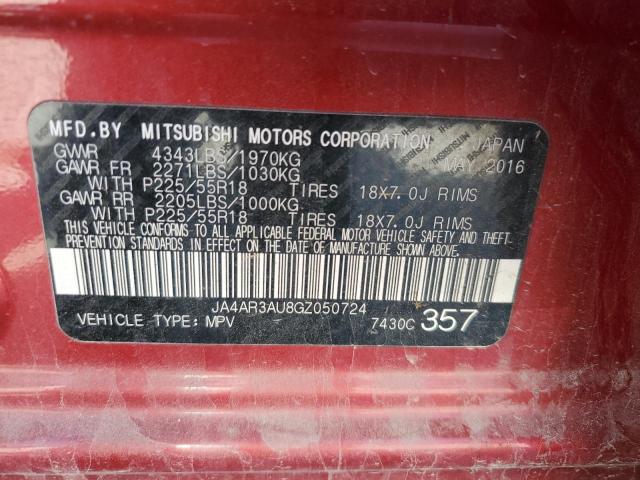 MFD.BY MITSUBISHI MOTORS CORPORATION JAPAN
GVWR 4343LBS/1970KG MAY 2016
GAWR FR 2271LBS/1030KG
WITH P225/55R18 TIRES 18X7.0J RIMS
GAWR RR 2205LBS/1000KG
WITH P225/55R18 TIRES 18X7.0J RIMS
THIS VEHICLE CONFORMS TO ALL APPLICABLE FEDERAL MOTOR VEHICLE SAFETY AND THEFT-
PREVENTION STANDARDS IN EFFECT ON THE DATE OF MANUFACTURE SHOWN ABOVE.
JA4AR3AU8GZ050724
VEHICLE TYPE: MPV 7430C 357